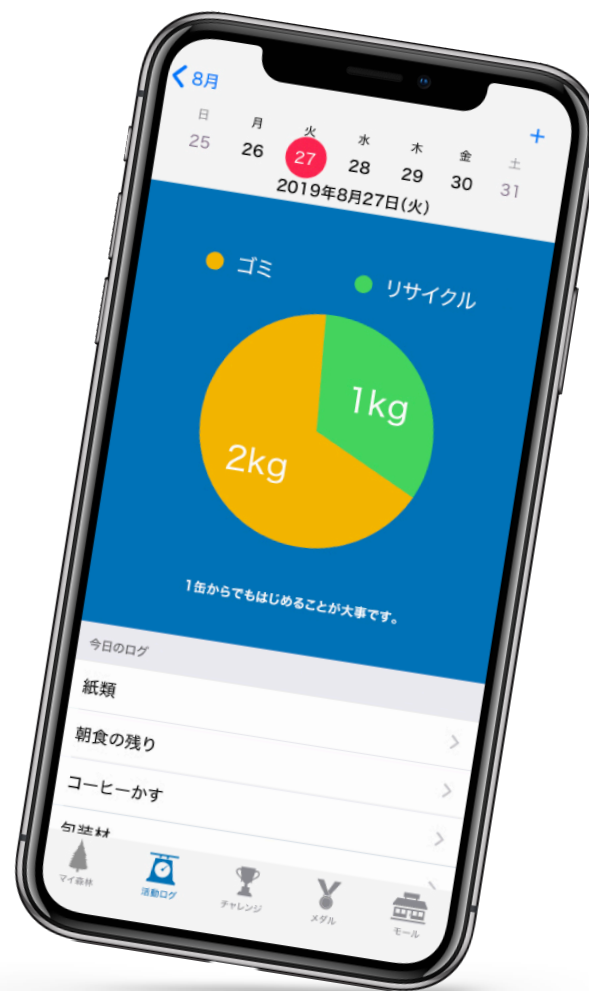 8月
+
日 月 火 水 木 金 土
25 26 27 28 29 30 31
2019年8月27日(火)
ゴミ リサイクル
1kg
2kg
1缶からでもはじめることが大事です。
今日のログ
紙類
朝食の残り
コーヒーかす
包装材
マイ森林 活動ログ チャレンジ メダル モール